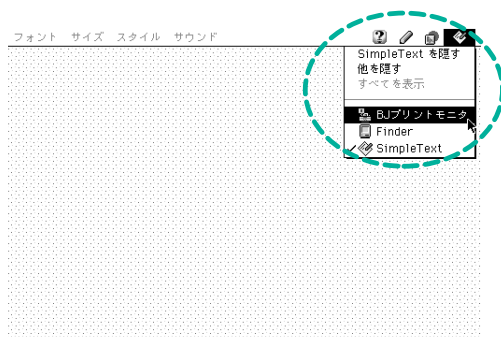 フォント サイズ スタイル サウンド
SimpleText を隠す
他を隠す
すべてを表示
BJプリントモニタ
Finder
SimpleText